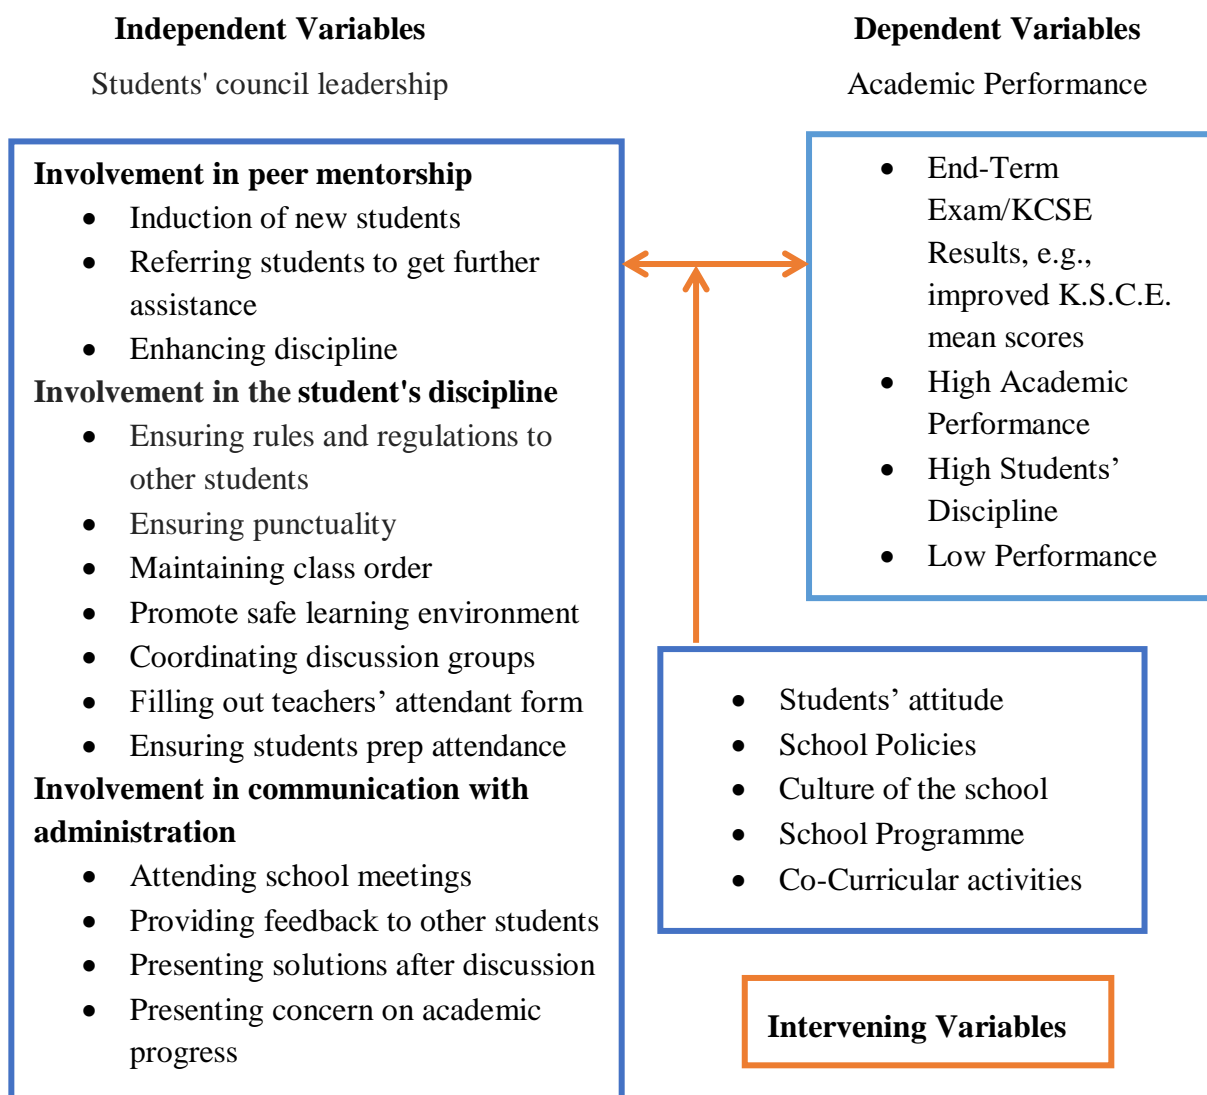 Independent Variables
Students' council leadership
Involvement in peer mentorship
• Induction of new students
• Referring students to get further
assistance
• Enhancing discipline
Involvement in the student's discipline
• Ensuring rules and regulations to
other students
• Ensuring punctuality
• Maintaining class order
• Promote safe learning environment
• Coordinating discussion groups
• Filling out teachers’ attendant form
• Ensuring students prep attendance
Involvement in communication with
administration
• Attending school meetings
• Providing feedback to other students
• Presenting solutions after discussion
• Presenting concern on academic
progress
Dependent Variables
Academic Performance
• End-Term
Exam/KCSE
Results, e.g.,
improved K.S.C.E.
mean scores
• High Academic
Performance
• High Students’
Discipline
• Low Performance
• Students’ attitude
• School Policies
• Culture of the school
• School Programme
• Co-Curricular activities
Intervening Variables